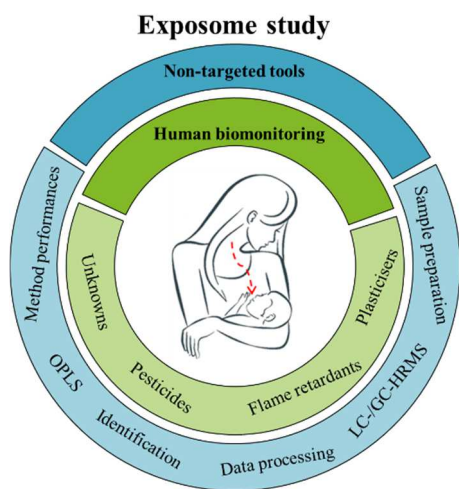 Exposome study
Non-targeted tools
Human biomonitoring
Method performances
OPLS
Identification
Data processing
LC-/GC-HRMS
Sample preparation
Unknowns
Pesticides
Flame retardants
Plasticisers